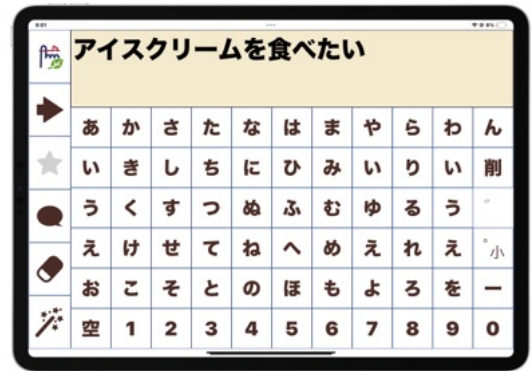 9:01
アイスクリームを食べたい
あ か さ た な は ま や ら わ ん
い き し ち に ひ み い り い 削
う く す つ ぬ ふ む ゆ る う ゛
え け せ て ね へ め え れ え ゜小
お こ そ と の ほ も よ ろ を ー
空 1 2 3 4 5 6 7 8 9 0